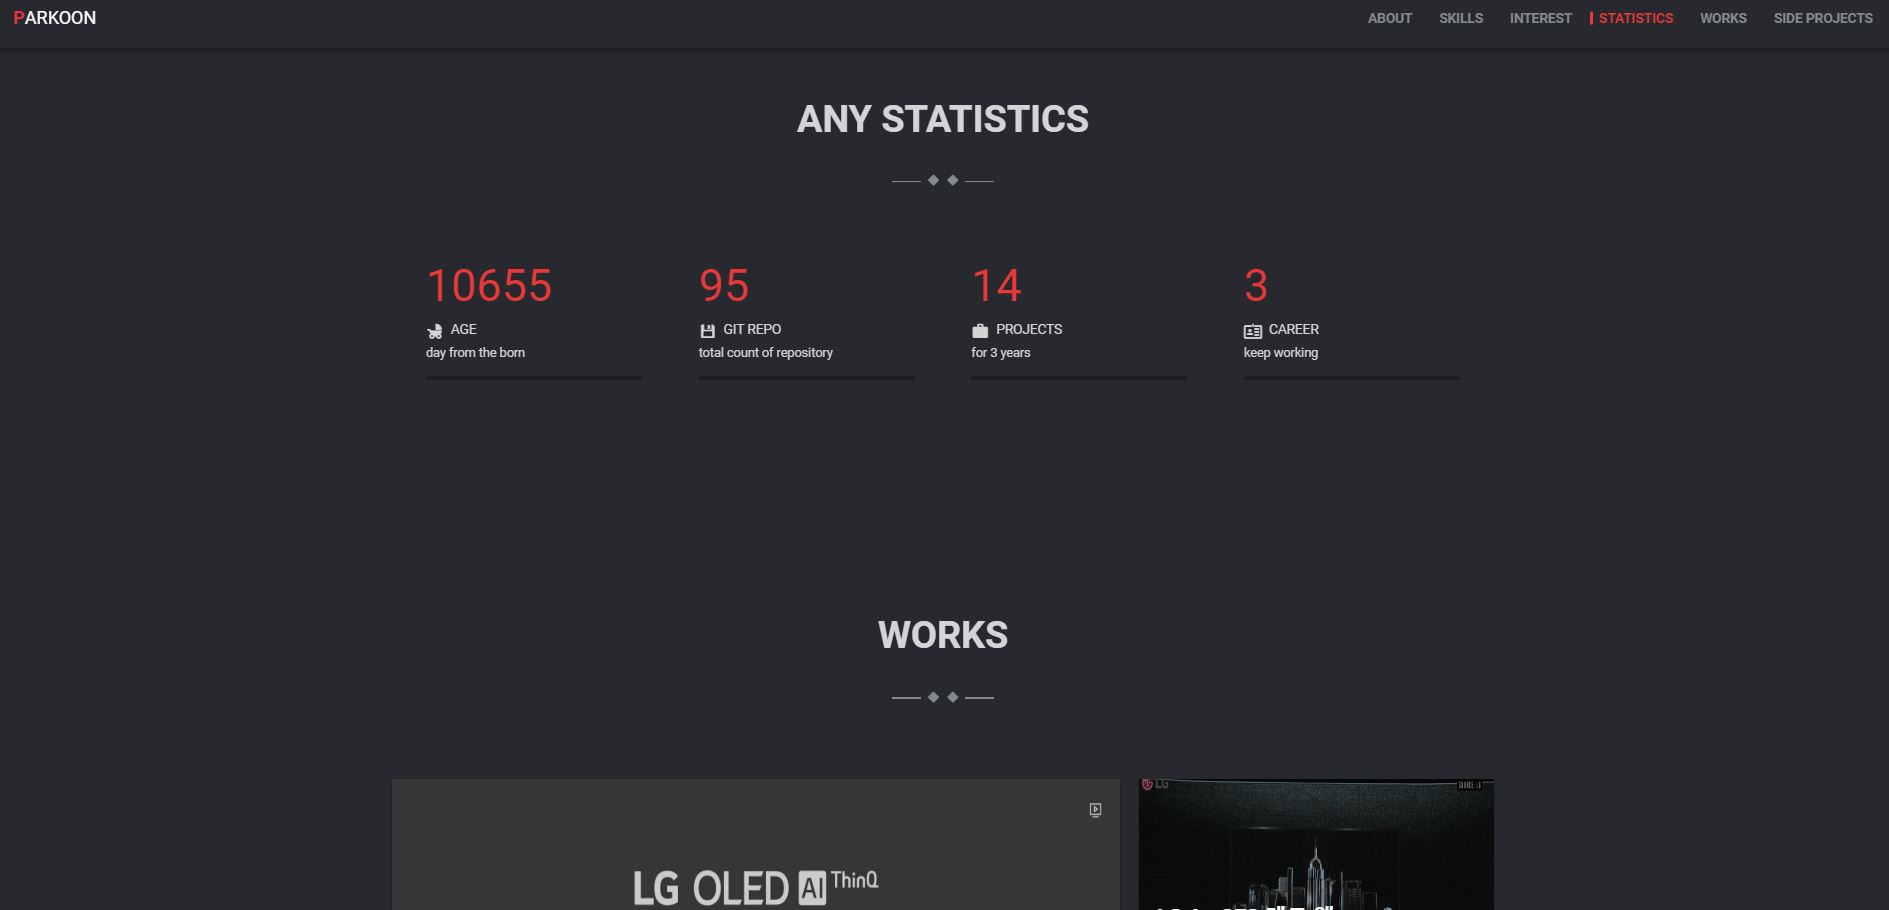 PARKOON
ABOUT SKILLS INTEREST STATISTICS WORKS SIDE PROJECTS
ANY STATISTICS
10655 95 14 3
AGE GIT REPO PROJECTS CAREER
day from the born total count of repository for 3 years keep working
WORKS
LG
LG OLED AI ThinQ